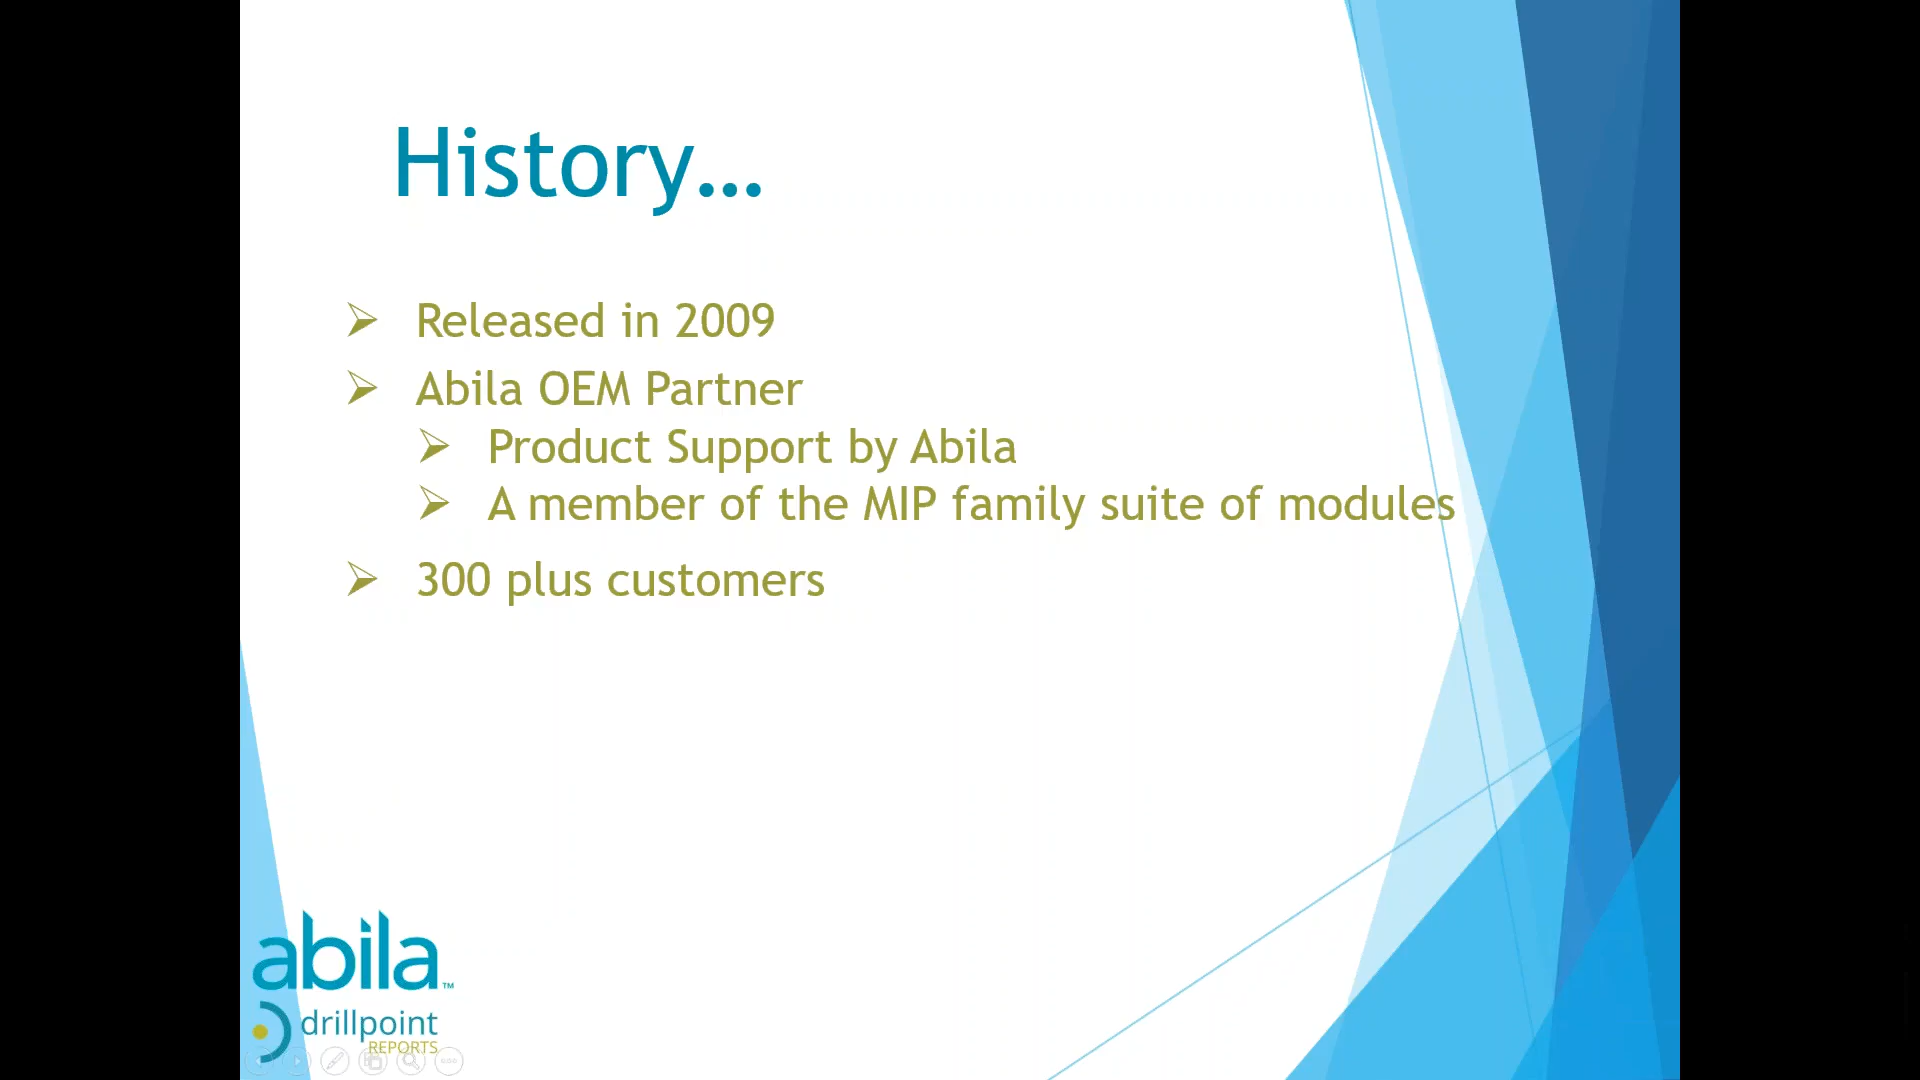 History...
Released in 2009
Abila OEM Partner
Product Support by Abila
A member of the MIP family suite of modules
300 plus customers
abila™
drillpoint
REPORTS